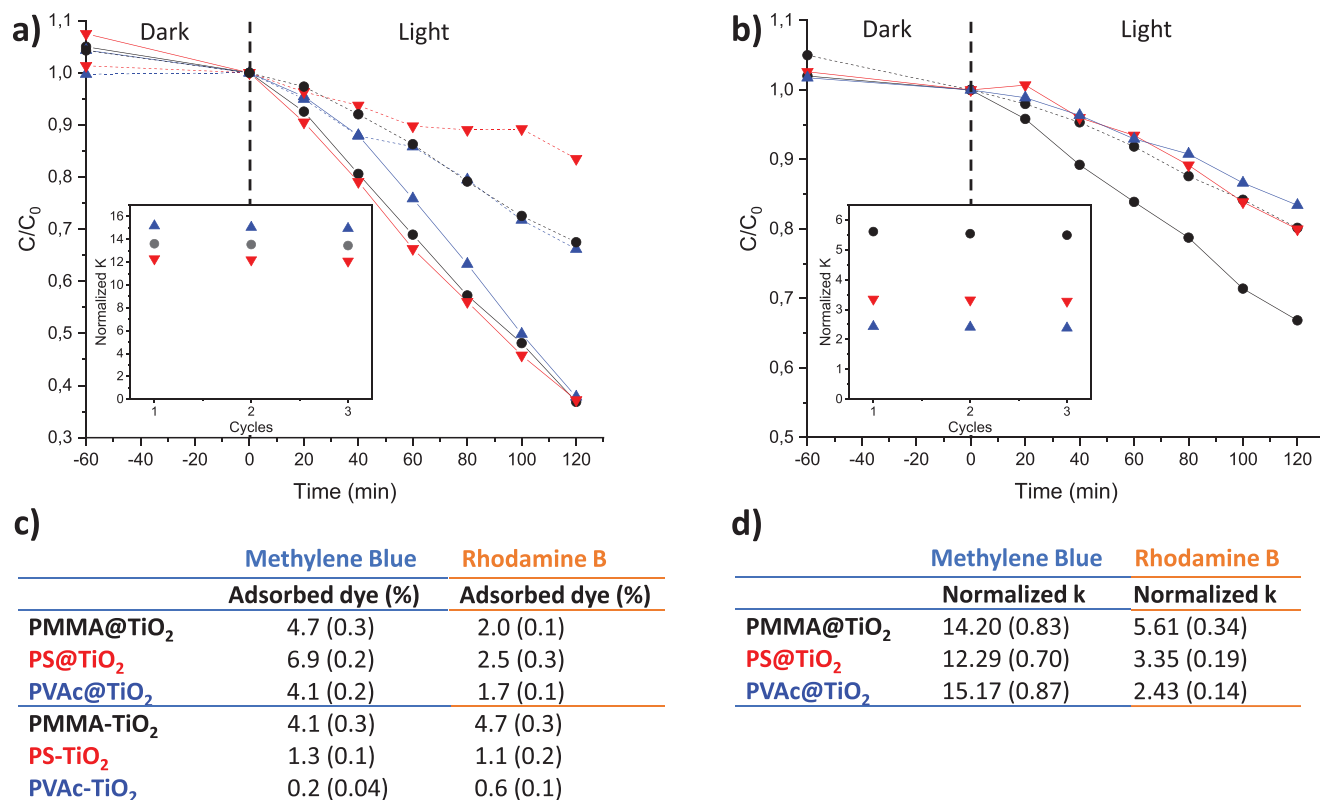 a)
Dark
Light
C/C0
1,1
1,0
0,9
0,8
0,7
0,6
0,5
0,4
0,3
-60
-40
-20
0
20
40
60
80
100
120
Time (min)
Normalized K
16
14
12
10
8
6
4
2
0
1
2
3
Cycles
b)
Dark
Light
C/C0
1,1
1,0
0,9
0,8
0,7
0,6
0,5
-60
-40
-20
0
20
40
60
80
100
120
Time (min)
Normalized K
6
5
4
3
2
1
0
1
2
3
Cycles
c)
Methylene Blue Rhodamine B
Adsorbed dye (%) Adsorbed dye (%)
PMMA@TiO2 4.7 (0.3) 2.0 (0.1)
PS@TiO2 6.9 (0.2) 2.5 (0.3)
PVAc@TiO2 4.1 (0.2) 1.7 (0.1)
PMMA-TiO2 4.1 (0.3) 4.7 (0.3)
PS-TiO2 1.3 (0.1) 1.1 (0.2)
PVAc-TiO2 0.2 (0.04) 0.6 (0.1)
d)
Methylene Blue Rhodamine B
Normalized k Normalized k
PMMA@TiO2 14.20 (0.83) 5.61 (0.34)
PS@TiO2 12.29 (0.70) 3.35 (0.19)
PVAc@TiO2 15.17 (0.87) 2.43 (0.14)